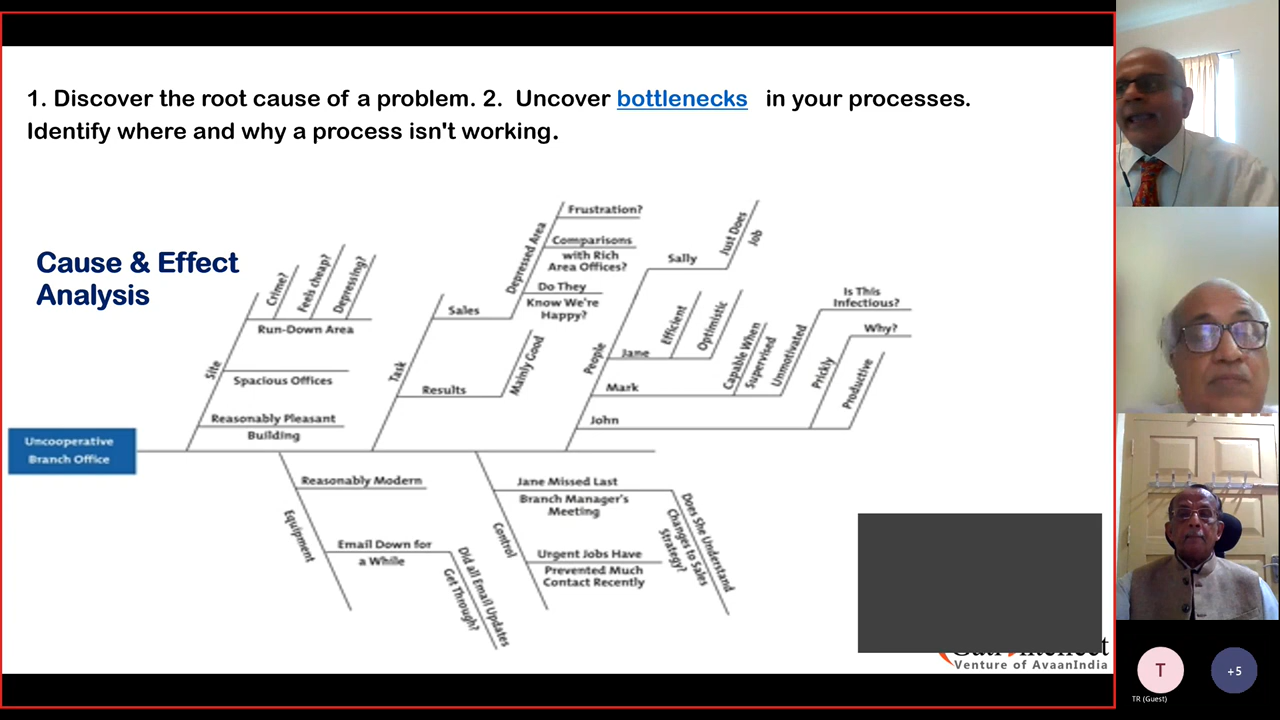 1. Discover the root cause of a problem. 2. Uncover bottlenecks in your processes.
Identify where and why a process isn't working.
Cause & Effect
Analysis
Uncooperative
Branch Office
Site
Crime?
Feels cheap?
Depressing?
Run-Down Area
Spacious Offices
Reasonably Pleasant
Building
Task
Sales
Depressed Area
Frustration?
Comparisons
with Rich
Area Offices?
Do They
Know We're
Happy?
Results
Mainly Good
People
Sally
Just Does
Job
Jane
Efficient
Optimistic
Mark
Capable When
Supervised
Unmotivated
Is This
Infectious?
John
Prickly
Why?
Productive
Equipment
Reasonably Modern
Email Down for
a While
Did all Email Updates
Get Through?
Control
Jane Missed Last
Branch Manager's
Meeting
Does She Understand
Changes to Sales
Strategy?
Urgent Jobs Have
Prevented Much
Contact Recently
Venture of AvaanIndia
T
TR (Guest)
+5